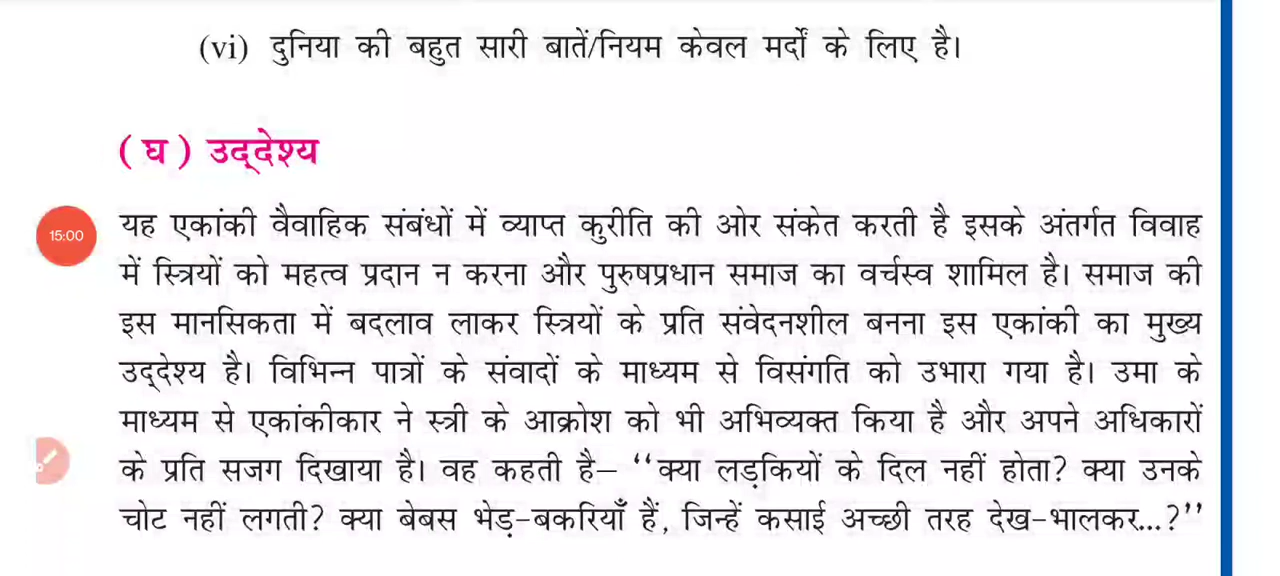 (vi) दुनिया की बहुत सारी बातें/नियम केवल मर्दों के लिए है।
(घ) उद्देश्य
15:00
यह एकांकी वैवाहिक संबंधों में व्याप्त कुरीति की ओर संकेत करती है इसके अंतर्गत विवाह
में स्त्रियों को महत्व प्रदान न करना और पुरुषप्रधान समाज का वर्चस्व शामिल है। समाज की
इस मानसिकता में बदलाव लाकर स्त्रियों के प्रति संवेदनशील बनना इस एकांकी का मुख्य
उद्देश्य है। विभिन्न पात्रों के संवादों के माध्यम से विसंगति को उभारा गया है। उमा के
माध्यम से एकांकीकार ने स्त्री के आक्रोश को भी अभिव्यक्त किया है और अपने अधिकारों
के प्रति सजग दिखाया है। वह कहती है– “क्या लड़कियों के दिल नहीं होता? क्या उनके
चोट नहीं लगती? क्या बेबस भेड़-बकरियाँ हैं, जिन्हें कसाई अच्छी तरह देख-भालकर...?”